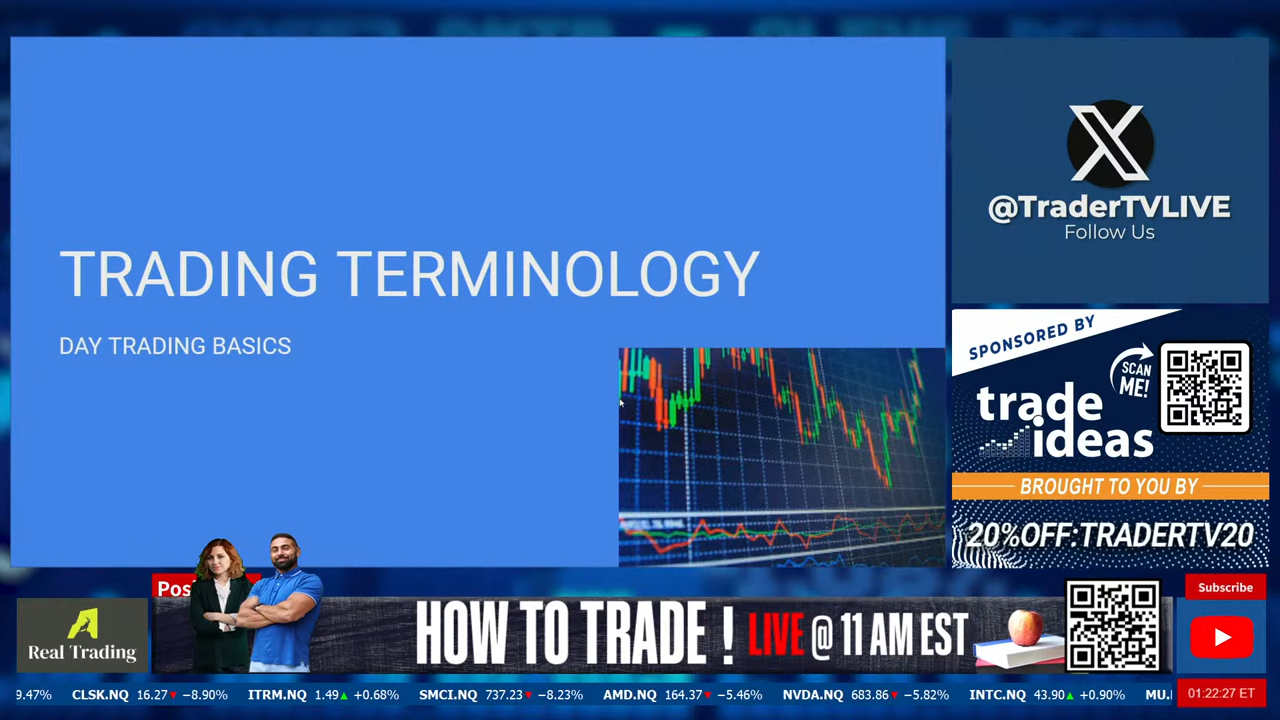 TRADING TERMINOLOGY
DAY TRADING BASICS
@TraderTVLIVE
Follow Us
SPONSORED BY
SCAN
ME!
trade
ideas
BROUGHT TO YOU BY
20%OFF:TRADERTV20
Real Trading
HOW TO TRADE! LIVE @ 11 AM EST
Subscribe
9.47% CLSK.NQ 16.27▼ −8.90% ITRM.NQ 1.49▲ +0.68% SMCI.NQ 737.23▼ −8.23% AMD.NQ 164.37▼ −5.46% NVDA.NQ 683.86▼ −5.82% INTC.NQ 43.90▲ +0.90%
01:22:27 ET